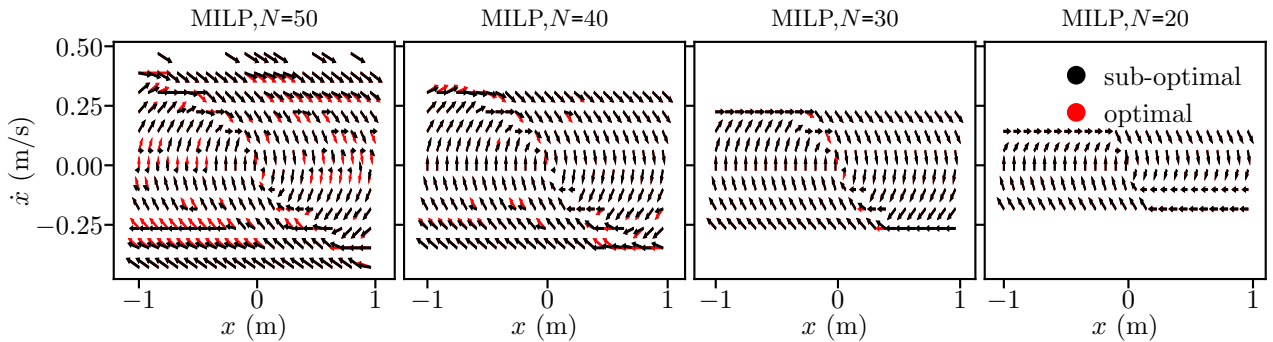 MILP,N=50 MILP,N=40 MILP,N=30 MILP,N=20
0.50
0.25
0.00
−0.25
ẋ (m/s)
sub-optimal
optimal
−1 0 1 −1 0 1 −1 0 1 −1 0 1
x (m) x (m) x (m) x (m)